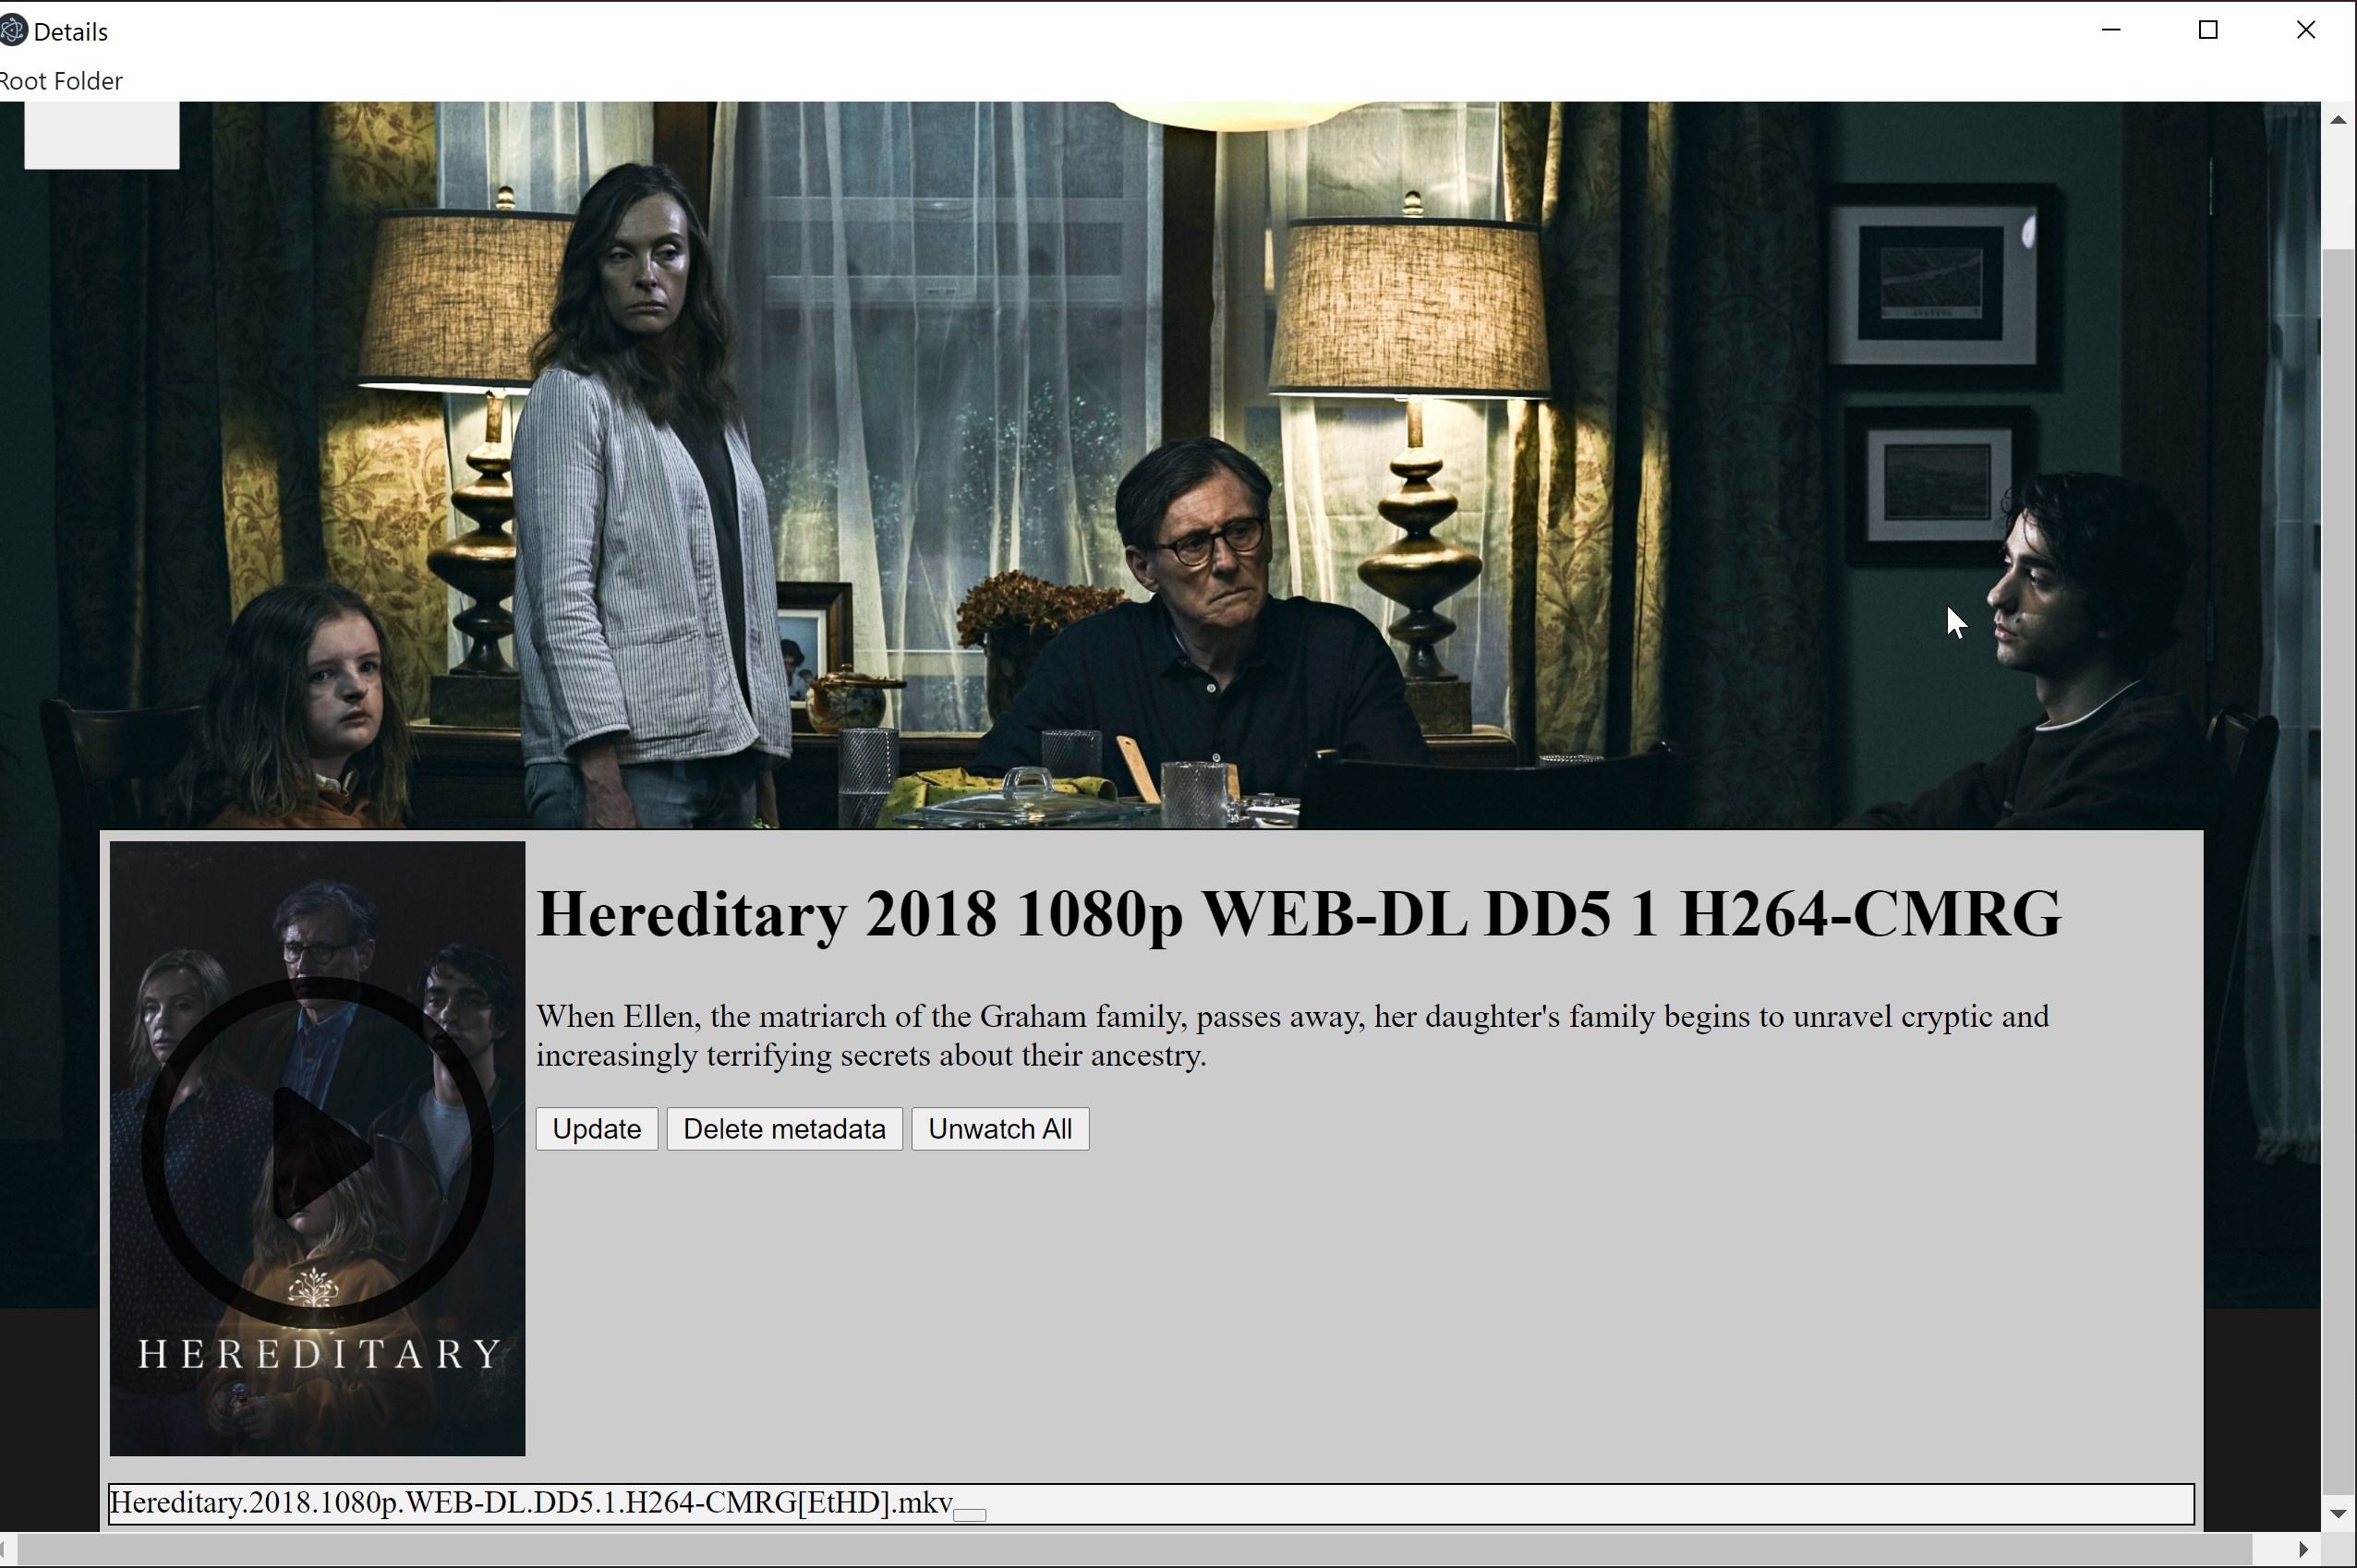 Details
Root Folder
Hereditary 2018 1080p WEB-DL DD5 1 H264-CMRG
When Ellen, the matriarch of the Graham family, passes away, her daughter's family begins to unravel cryptic and
increasingly terrifying secrets about their ancestry.
Update Delete metadata Unwatch All
HEREDITARY
Hereditary.2018.1080p.WEB-DL.DD5.1.H264-CMRG[EtHD].mkv